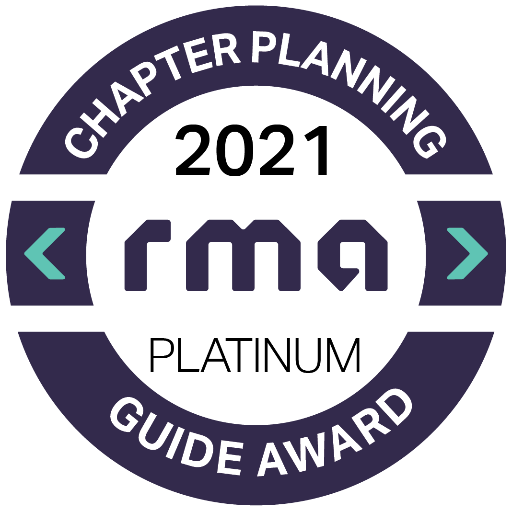 CHAPTER PLANNING
2021
rma
PLATINUM
GUIDE AWARD